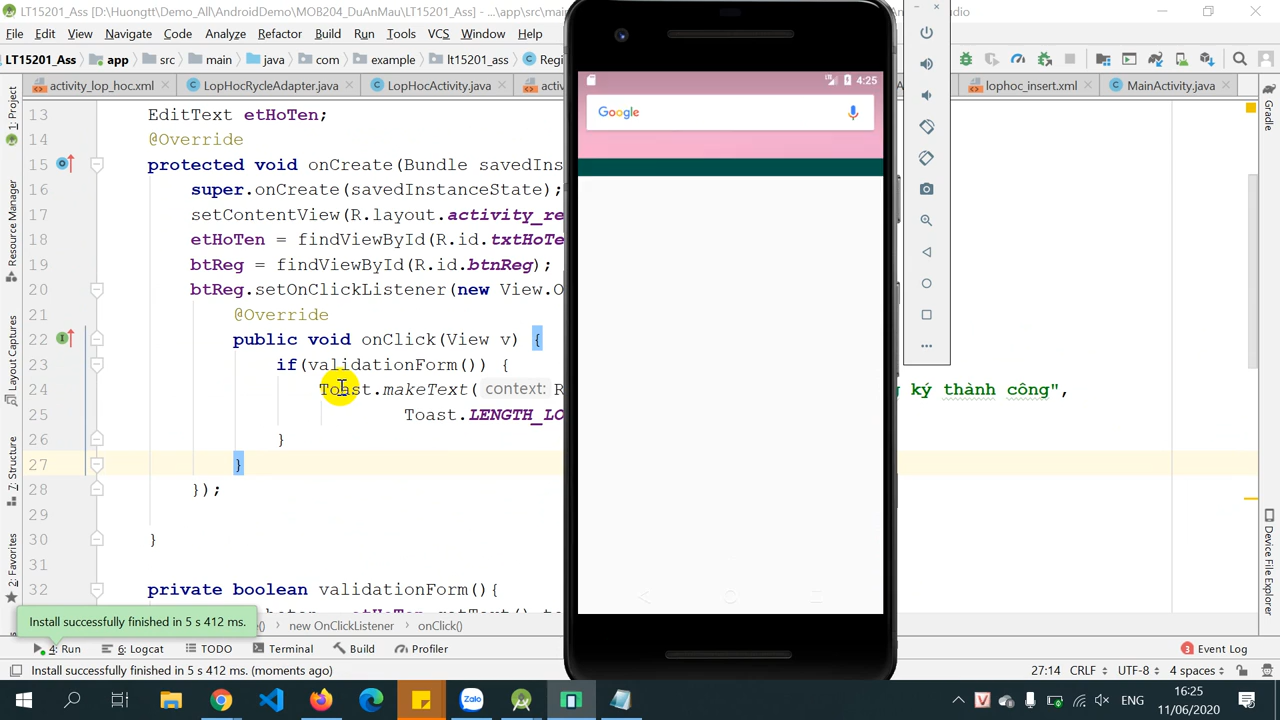 LT15201_Ass [D:\Hungtt\Demo_All\AndroidDemo\MOB204_DuAnMau\LT15201_Ass] - ...\app\src\main
File Edit View Navigate Code Analyze Refactor Build Run Tools VCS Window Help
LT15201_Ass app src main java com example lt15201_ass
activity_lop_hoc.xml LopHocRycleAdapter.java LopHocActivity.java lophoc_insert.xml MainActivity.java
13 EditText etHoTen;
14 @Override
15 protected void onCreate(Bundle savedIns
16 super.onCreate(savedInstanceState);
17 setContentView(R.layout.activity_re
18 etHoTen = findViewById(R.id.txtHoTe
19 btReg = findViewById(R.id.btnReg);
20 btReg.setOnClickListener(new View.O
21 @Override
22 public void onClick(View v) {
23 if(validationForm()) {
24 Toast.makeText( context: R ký thành công",
25 Toast.LENGTH_LO
26 }
27 }
28 });
29
30 }
private boolean validationForm(){
4:25
Google
1: Project
Resource Manager
Layout Captures
7: Structure
2: Favorites
Gradle
Device File Explorer
Install successfully finished in 5 s 412 ms.
new OnClickListener onClick()
4: Run 6: Logcat TODO Terminal Build Profiler 3 Event Log
Install successfully finished in 5 s 412 ms. (moments ago) 27:14 CRLF UTF-8 4 spaces
Zalo
ENG
16:25
11/06/2020